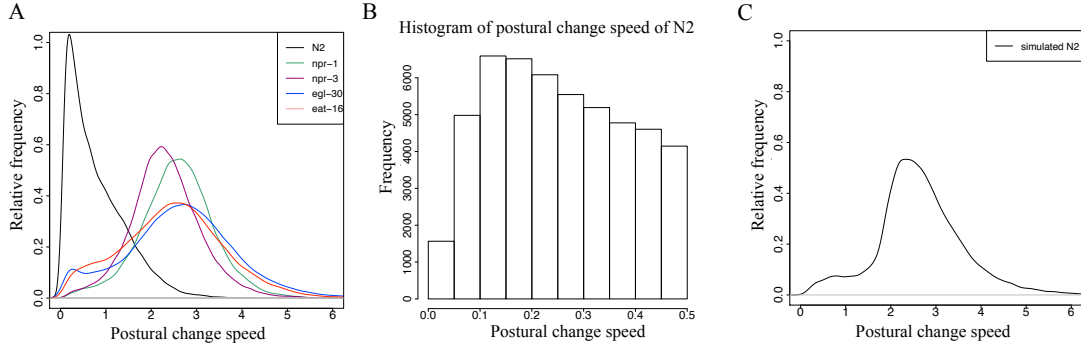 A
Relative frequency
0.0
0.2
0.4
0.6
0.8
1.0
N2
npr-1
npr-3
egl-30
eat-16
0 1 2 3 4 5 6
Postural change speed
B
Histogram of postural change speed of N2
Frequency
0 1000 2000 3000 4000 5000 6000
0.0 0.1 0.2 0.3 0.4 0.5
Postural change speed
C
Relative frequency
0.0
0.2
0.4
0.6
0.8
1.0
simulated N2
0 1 2 3 4 5 6
Postural change speed